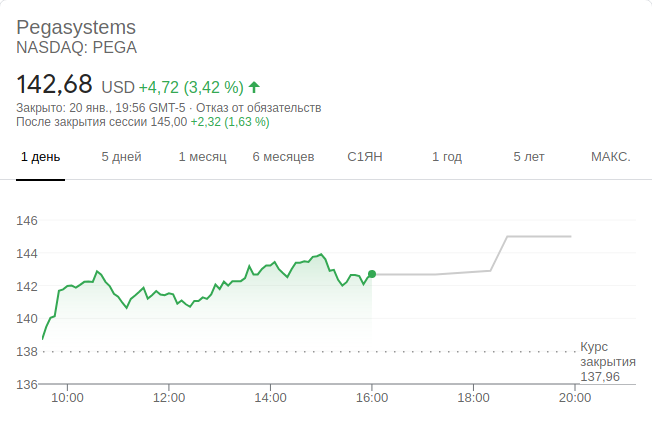 Pegasystems
NASDAQ: PEGA
142,68 USD +4,72 (3,42 %)
Закрыто: 20 янв., 19:56 GMT-5 · Отказ от обязательств
После закрытия сессии 145,00 +2,32 (1,63 %)
1 день 5 дней 1 месяц 6 месяцев С1ЯН 1 год 5 лет МАКС.
146
144
142
140
138
Курс
закрытия
137,96
136
10:00 12:00 14:00 16:00 18:00 20:00